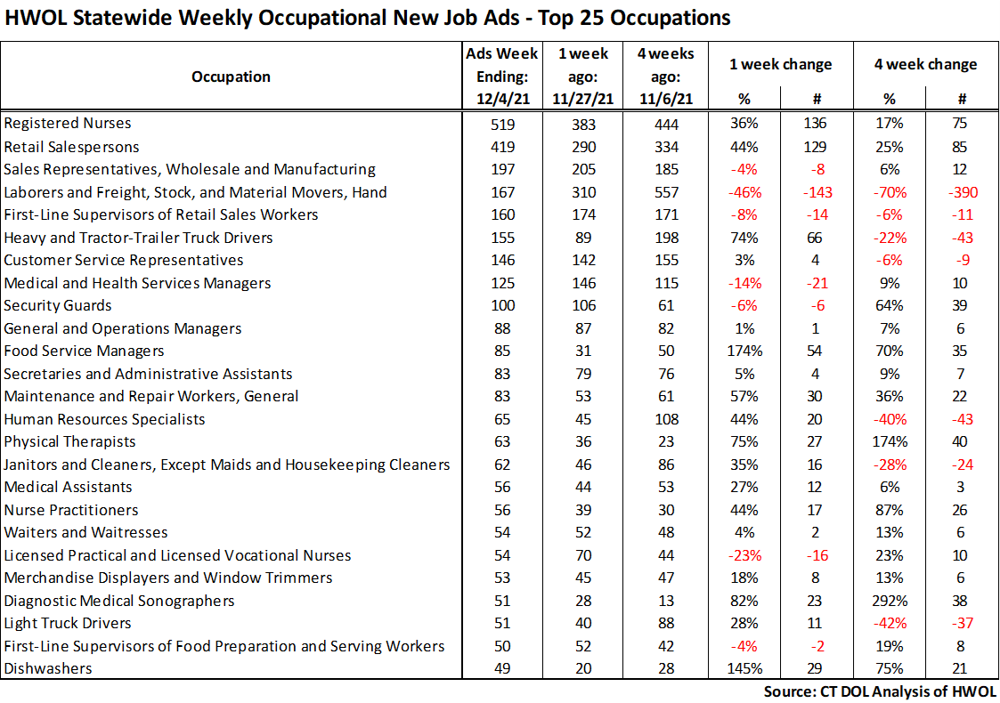 HWOL Statewide Weekly Occupational New Job Ads - Top 25 Occupations
Occupation | Ads Week Ending: 12/4/21 | 1 week ago: 11/27/21 | 4 weeks ago: 11/6/21 | 1 week change | 4 week change
% | # | % | #
Registered Nurses | 519 | 383 | 444 | 36% | 136 | 17% | 75
Retail Salespersons | 419 | 290 | 334 | 44% | 129 | 25% | 85
Sales Representatives, Wholesale and Manufacturing | 197 | 205 | 185 | -4% | -8 | 6% | 12
Laborers and Freight, Stock, and Material Movers, Hand | 167 | 310 | 557 | -46% | -143 | -70% | -390
First-Line Supervisors of Retail Sales Workers | 160 | 174 | 171 | -8% | -14 | -6% | -11
Heavy and Tractor-Trailer Truck Drivers | 155 | 89 | 198 | 74% | 66 | -22% | -43
Customer Service Representatives | 146 | 142 | 155 | 3% | 4 | -6% | -9
Medical and Health Services Managers | 125 | 146 | 115 | -14% | -21 | 9% | 10
Security Guards | 100 | 106 | 61 | -6% | -6 | 64% | 39
General and Operations Managers | 88 | 87 | 82 | 1% | 1 | 7% | 6
Food Service Managers | 85 | 31 | 50 | 174% | 54 | 70% | 35
Secretaries and Administrative Assistants | 83 | 79 | 76 | 5% | 4 | 9% | 7
Maintenance and Repair Workers, General | 83 | 53 | 61 | 57% | 30 | 36% | 22
Human Resources Specialists | 65 | 45 | 108 | 44% | 20 | -40% | -43
Physical Therapists | 63 | 36 | 23 | 75% | 27 | 174% | 40
Janitors and Cleaners, Except Maids and Housekeeping Cleaners | 62 | 46 | 86 | 35% | 16 | -28% | -24
Medical Assistants | 56 | 44 | 53 | 27% | 12 | 6% | 3
Nurse Practitioners | 56 | 39 | 30 | 44% | 17 | 87% | 26
Waiters and Waitresses | 54 | 52 | 48 | 4% | 2 | 13% | 6
Licensed Practical and Licensed Vocational Nurses | 54 | 70 | 44 | -23% | -16 | 23% | 10
Merchandise Displayers and Window Trimmers | 53 | 45 | 47 | 18% | 8 | 13% | 6
Diagnostic Medical Sonographers | 51 | 28 | 13 | 82% | 23 | 292% | 38
Light Truck Drivers | 51 | 40 | 88 | 28% | 11 | -42% | -37
First-Line Supervisors of Food Preparation and Serving Workers | 50 | 52 | 42 | -4% | -2 | 19% | 8
Dishwashers | 49 | 20 | 28 | 145% | 29 | 75% | 21
Source: CT DOL Analysis of HWOL